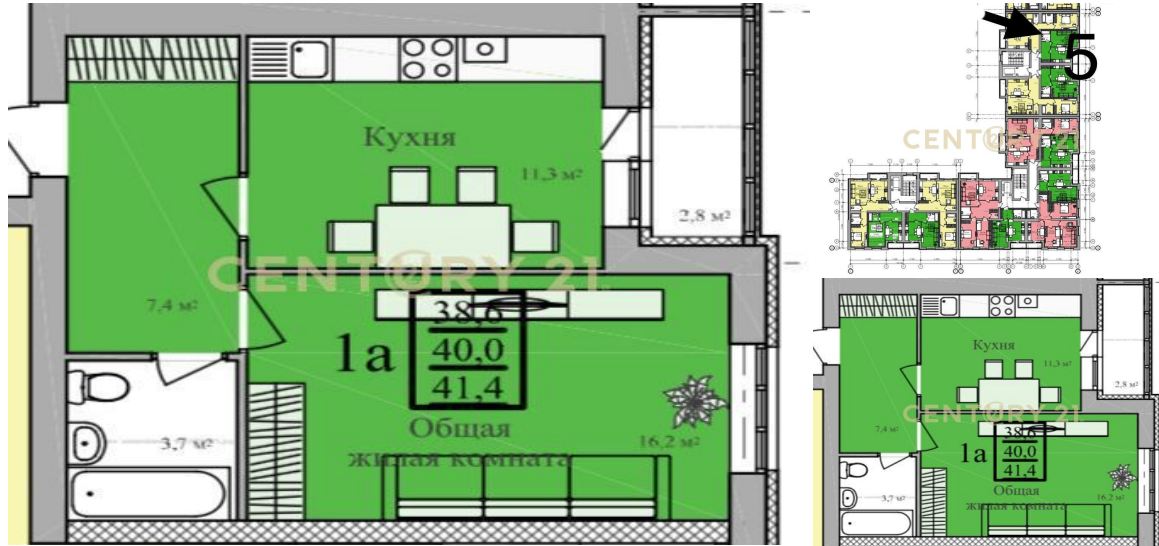 Кухня
11,3 м²
2,8 м²
CENTURY 21
7,4 м²
38,6
1а 40,0
41,4
Общая
16,2 м²
3,7 м²
жилая комната
5
CENTURY 21
Кухня
11,3 м²
2,8 м²
CENTURY 21
7,4 м²
38,6
1а 40,0
41,4
Общая
3,7 м²
16,2 м²
жилая комната